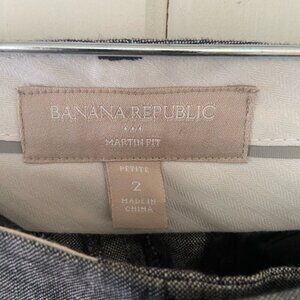 BANANA REPUBLIC
MARTIN FIT
PETITE
2
MADE IN
CHINA